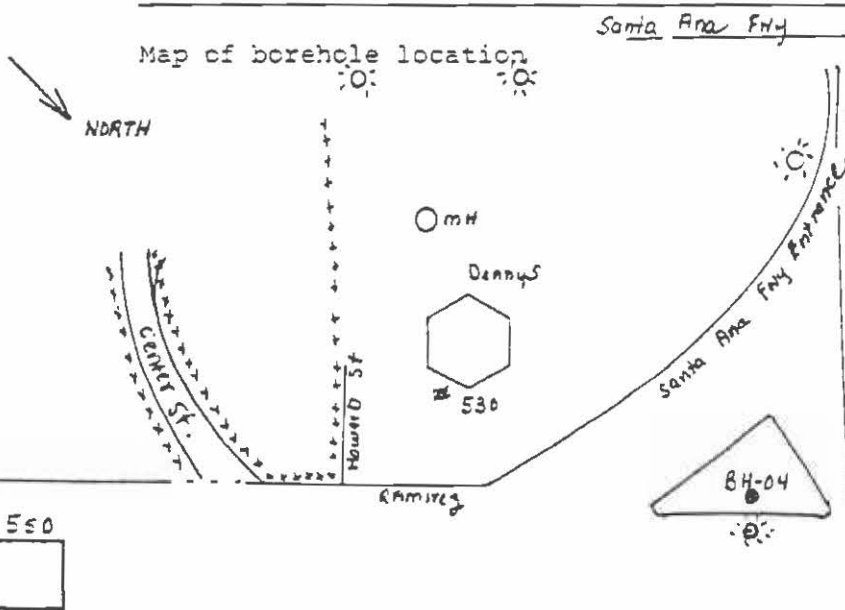 Santa Ana Fwy
Map of borehole location
NORTH
MH
Dennys
Santa Ana Fwy Entrance
Center St.
Howard St
530
BH-04
Ramirez
550